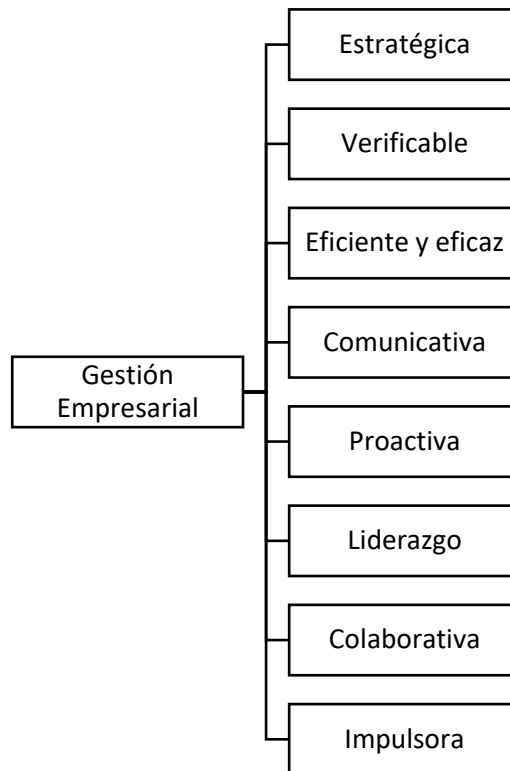 Estratégica
Verificable
Eficiente y eficaz
Comunicativa
Gestión
Empresarial
Proactiva
Liderazgo
Colaborativa
Impulsora